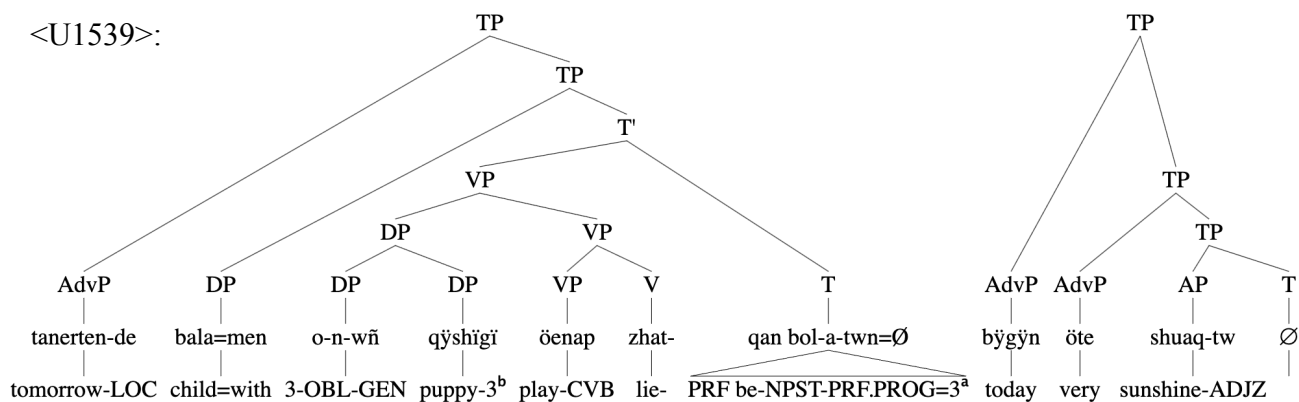 <U1539>: TP TP
TP
T'
VP TP
DP VP TP
AdvP DP DP DP VP V T AdvP AdvP AP T
tanerten-de bala=men o-n-wñ qÿshïgï öenap zhat- qan bol-a-twn=Ø bÿgÿn öte shuaq-tw ∅
tomorrow-LOC child=with 3-OBL-GEN puppy-3ᵇ play-CVB lie- PRF be-NPST-PRF.PROG=3ᵃ today very sunshine-ADJZ